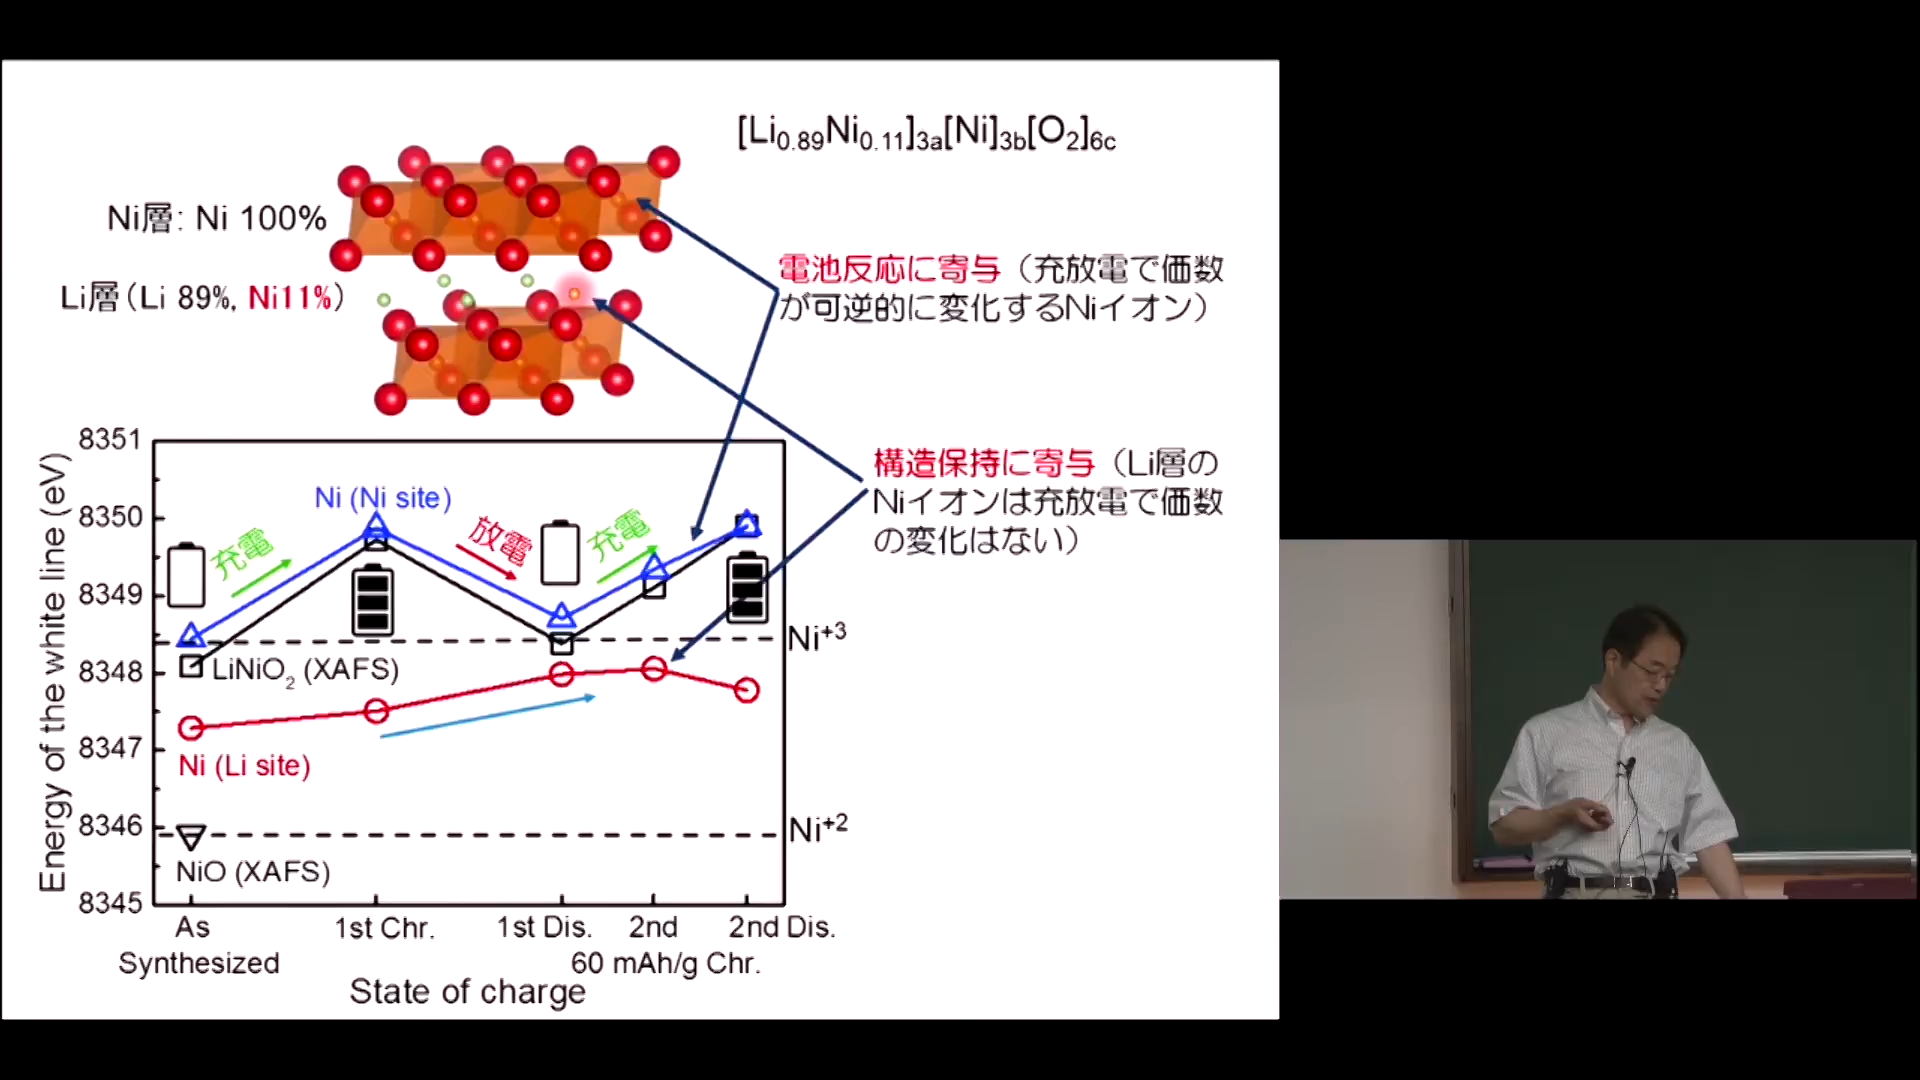 [Li0.89Ni0.11]3a[Ni]3b[O2]6c
Ni層: Ni 100%
Li層(Li 89%, Ni11%)
電池反応に寄与（充放電で価数
が可逆的に変化するNiイオン）
構造保持に寄与（Li層の
Niイオンは充放電で価数
の変化はない）
Energy of the white line (eV)
8351
8350
8349
8348
8347
8346
8345
Ni (Ni site)
充電
放電
充電
Ni+3
LiNiO2 (XAFS)
Ni (Li site)
Ni+2
NiO (XAFS)
As
Synthesized
1st Chr.
1st Dis.
2nd
60 mAh/g Chr.
2nd Dis.
State of charge